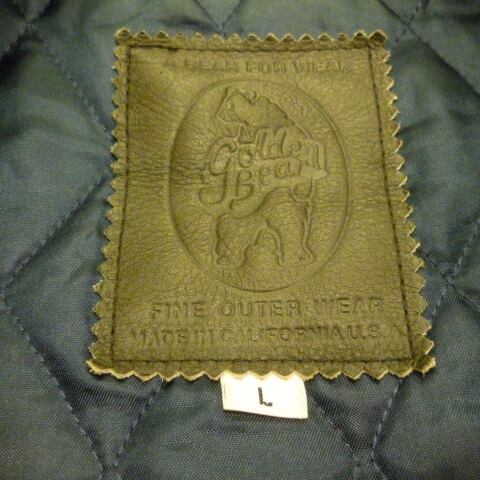 A BEAR FOR WEAR
Golden
Bear
FINE OUTER WEAR
MADE IN CALIFORNIA U.S.A.
L